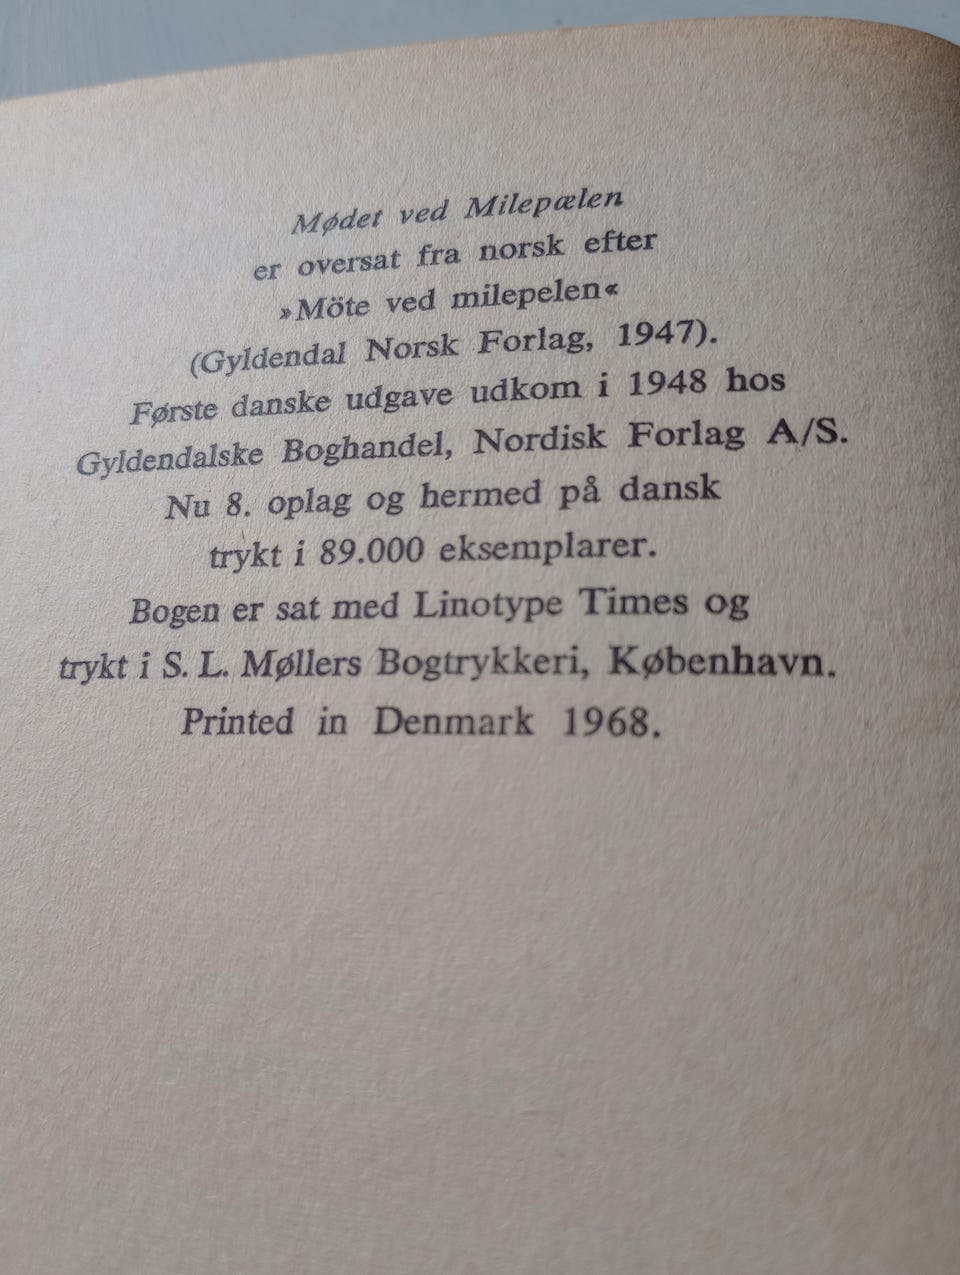 Mødet ved Milepælen
er oversat fra norsk efter
»Möte ved milepelen«
(Gyldendal Norsk Forlag, 1947).
Første danske udgave udkom i 1948 hos
Gyldendalske Boghandel, Nordisk Forlag A/S.
Nu 8. oplag og hermed på dansk
trykt i 89.000 eksemplarer.
Bogen er sat med Linotype Times og
trykt i S. L. Møllers Bogtrykkeri, København.
Printed in Denmark 1968.